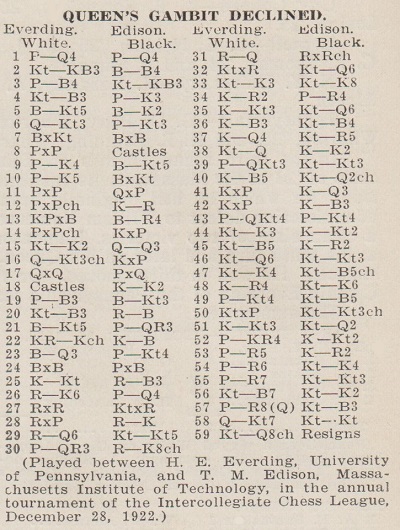 QUEEN'S GAMBIT DECLINED.
Everding. Edison. Everding. Edison.
White. Black. White. Black.
1 P—Q4 P—Q4 31 R—Q RxRch
2 Kt—KB3 B—B4 32 KtxR Kt—Q6
3 P—B4 Kt—KB3 33 Kt—K3 Kt—K8
4 Kt—B3 P—K3 34 K—R2 P—R4
5 B—Kt5 B—K2 35 K—Kt3 Kt—Q6
6 Q—Kt3 P—Kt3 36 K—B3 Kt—B4
7 BxKt BxB 37 K—Q4 Kt—R5
8 PxP Castles 38 Kt—Q K—K2
9 P—K4 B—Kt5 39 P—QKt3 Kt—Kt3
10 P—K5 BxKt 40 K—B5 Kt—Q2ch
11 PxP QxP 41 KxP K—Q3
12 PxPch K—R 42 KxP K—B3
13 KPxB B—R4 43 P—QKt4 P—Kt4
14 PxPch KxP 44 Kt—K3 K—Kt2
15 Kt—K2 Q—Q3 45 Kt—B5 K—R2
16 Q—Kt3ch KxP 46 Kt—Q6 Kt—Kt3
17 QxQ PxQ 47 Kt—K4 Kt—B5ch
18 Castles K—K2 48 K—R4 Kt—K6
19 P—B3 B—Kt3 49 P—Kt4 Kt—B5
20 Kt—B3 R—B 50 KtxP Kt—Kt3ch
21 B—Kt5 P—QR3 51 K—Kt3 Kt—Q2
22 KR—Kch K—B 52 P—KR4 K—Kt2
23 B—Q3 P—Kt4 53 P—R5 K—R2
24 BxB PxB 54 P—R6 Kt—K4
25 K—Kt R—B3 55 P—R7 Kt—Kt3
26 R—K6 P—Q4 56 Kt—B7 K—K2
27 RxR KtxR 57 P—R8(Q) Kt—B3
28 RxP R—K 58 Q—Kt7 Kt—Kt
29 R—Q6 Kt—Kt5 59 Kt—Q8ch Resigns
30 P—QR3 R—K8ch
(Played between H. E. Everding, University
of Pennsylvania, and T. M. Edison, Massa-
chusetts Institute of Technology, in the annual
tournament of the Intercollegiate Chess League,
December 28, 1922.)